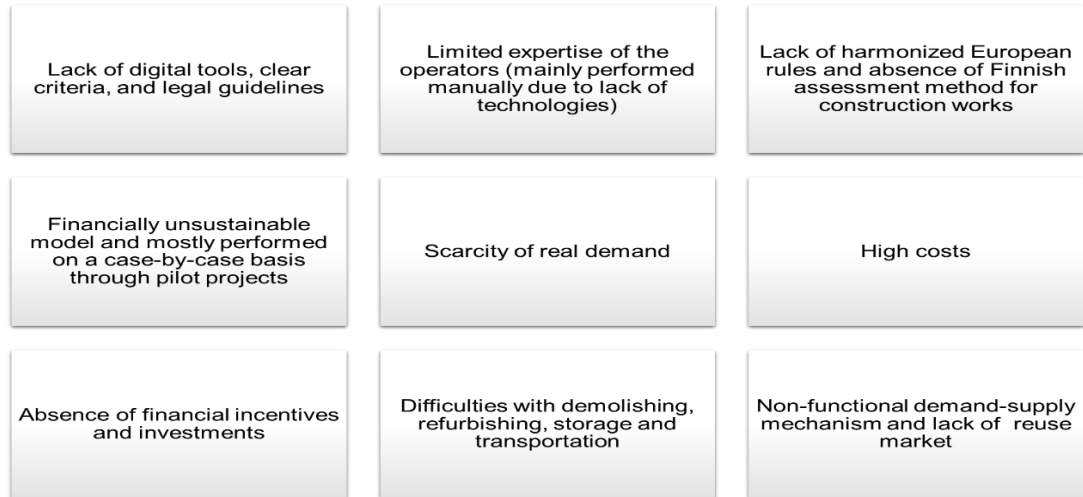 Lack of digital tools, clear
criteria, and legal guidelines
Limited expertise of the
operators (mainly performed
manually due to lack of
technologies)
Lack of harmonized European
rules and absence of Finnish
assessment method for
construction works
Financially unsustainable
model and mostly performed
on a case-by-case basis
through pilot projects
Scarcity of real demand
High costs
Absence of financial incentives
and investments
Difficulties with demolishing,
refurbishing, storage and
transportation
Non-functional demand-supply
mechanism and lack of  reuse
market